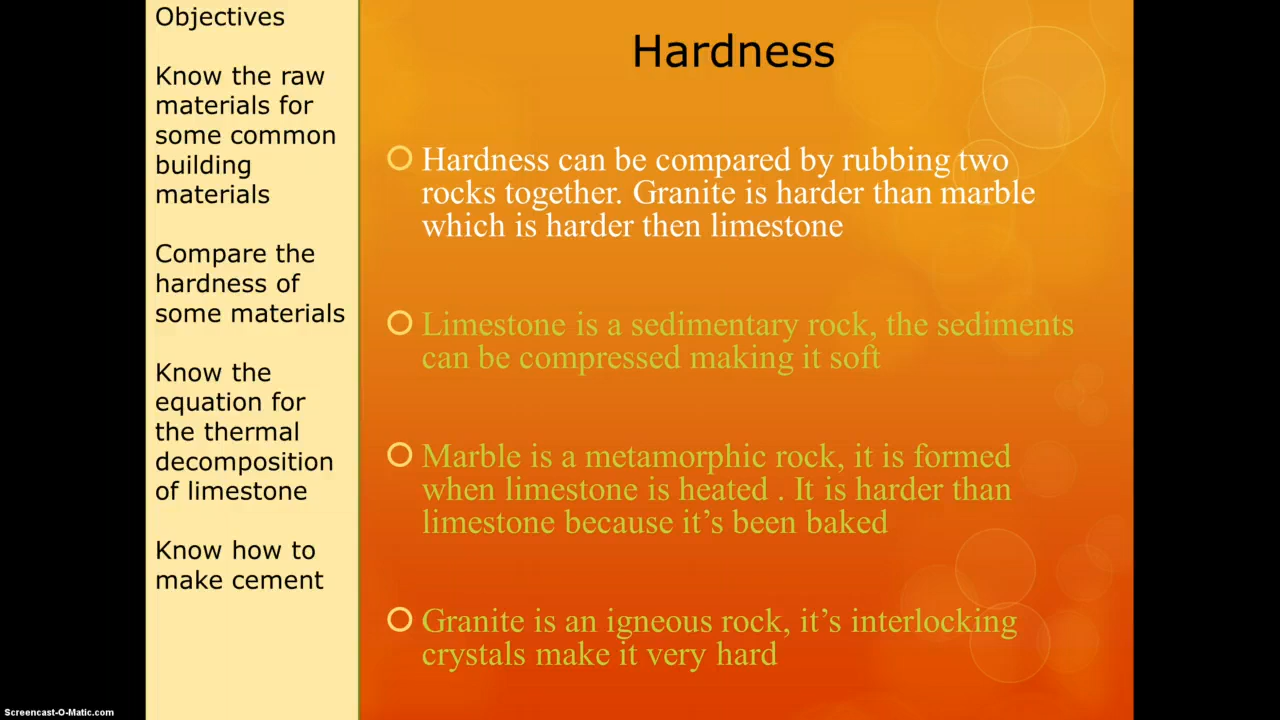 Objectives
Know the raw
materials for
some common
building
materials
Compare the
hardness of
some materials
Know the
equation for
the thermal
decomposition
of limestone
Know how to
make cement
Hardness
Hardness can be compared by rubbing two
rocks together. Granite is harder than marble
which is harder then limestone
Limestone is a sedimentary rock, the sediments
can be compressed making it soft
Marble is a metamorphic rock, it is formed
when limestone is heated . It is harder than
limestone because it’s been baked
Granite is an igneous rock, it’s interlocking
crystals make it very hard
Screencast-O-Matic.com